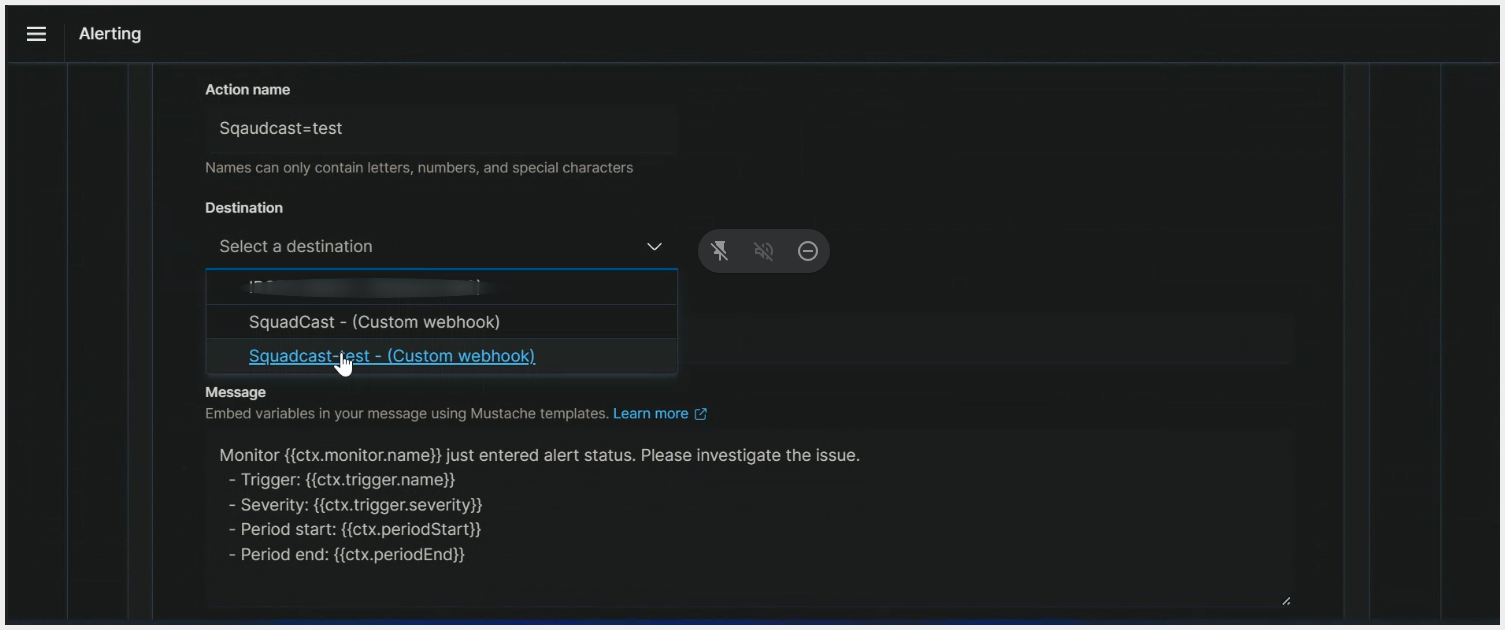 Alerting
Action name
Sqaudcast=test
Names can only contain letters, numbers, and special characters
Destination
Select a destination
SquadCast - (Custom webhook)
Squadcast-test - (Custom webhook)
Message
Embed variables in your message using Mustache templates. Learn more
Monitor {{ctx.monitor.name}} just entered alert status. Please investigate the issue.
- Trigger: {{ctx.trigger.name}}
- Severity: {{ctx.trigger.severity}}
- Period start: {{ctx.periodStart}}
- Period end: {{ctx.periodEnd}}